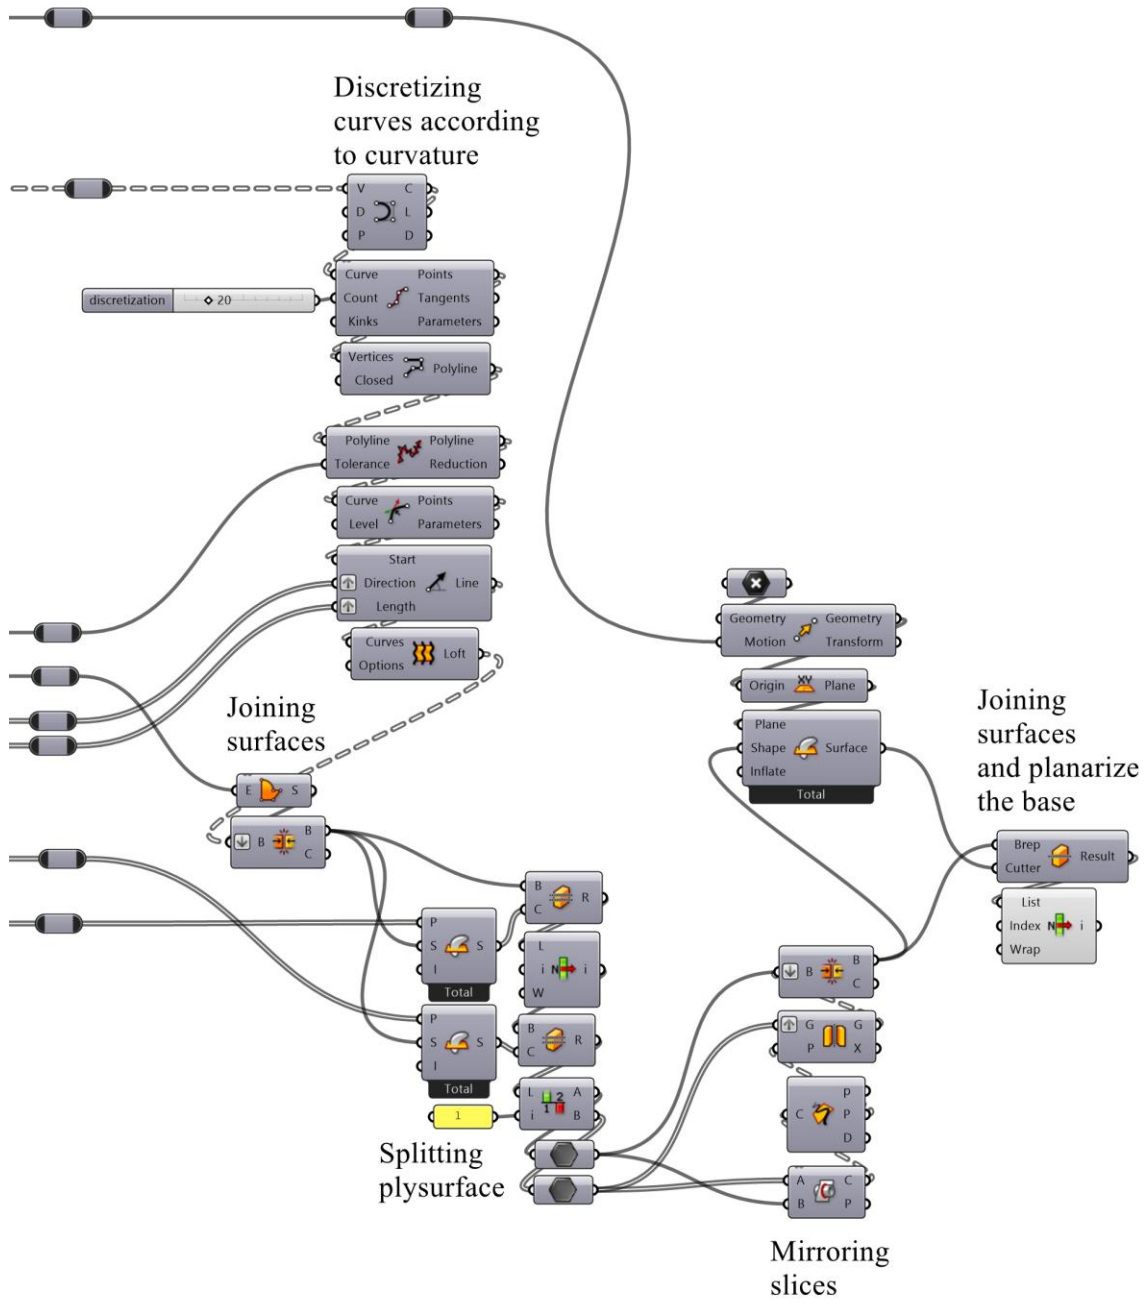 Discretizing
curves according
to curvature
V C
D L
P D
Curve Points
Count Tangents
Kinks Parameters
discretization 20
Vertices Polyline
Closed
Polyline Polyline
Tolerance Reduction
Curve Points
Level Parameters
Start
Direction Line
Length
Curves Loft
Options
Joining
surfaces
E S
B B
C
P
S S
I
Total
P
S S
I
Total
B R
C
L
i N i
W
B R
C
L 2 A
i 1 B
1
Splitting
plysurface
Geometry Geometry
Motion Transform
Origin XY Plane
Plane
Shape Surface
Inflate
Total
Joining
surfaces
and planarize
the base
Brep Result
Cutter
List
Index N i
Wrap
B B
C
G G
P X
p
C P
D
A C
B P
Mirroring
slices